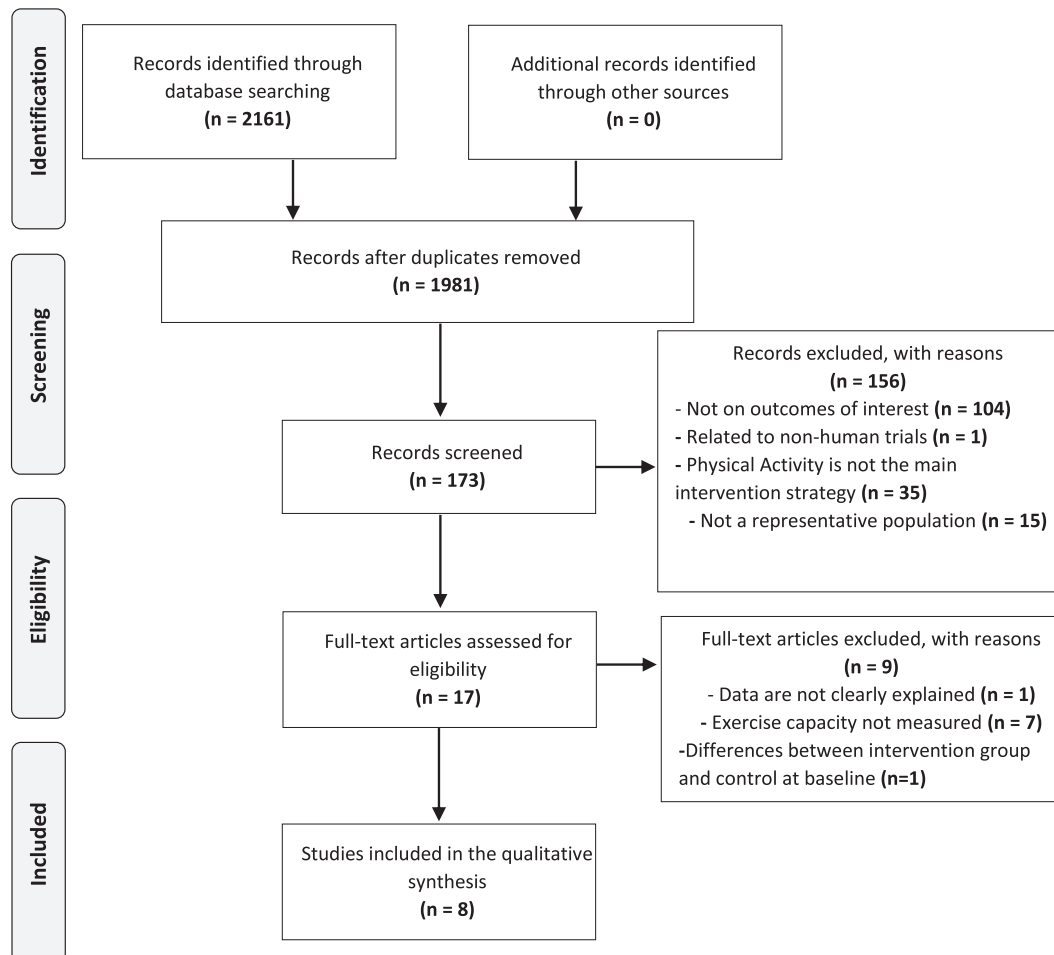 Identification
Records identified through
database searching
(n = 2161)
Additional records identified
through other sources
(n = 0)
Records after duplicates removed
(n = 1981)
Screening
Records screened
(n = 173)
Records excluded, with reasons
(n = 156)
- Not on outcomes of interest (n = 104)
- Related to non-human trials (n = 1)
- Physical Activity is not the main
intervention strategy (n = 35)
- Not a representative population (n = 15)
Eligibility
Full-text articles assessed for
eligibility
(n = 17)
Full-text articles excluded, with reasons
(n = 9)
- Data are not clearly explained (n = 1)
- Exercise capacity not measured (n = 7)
-Differences between intervention group
and control at baseline (n=1)
Included
Studies included in the qualitative
synthesis
(n = 8)